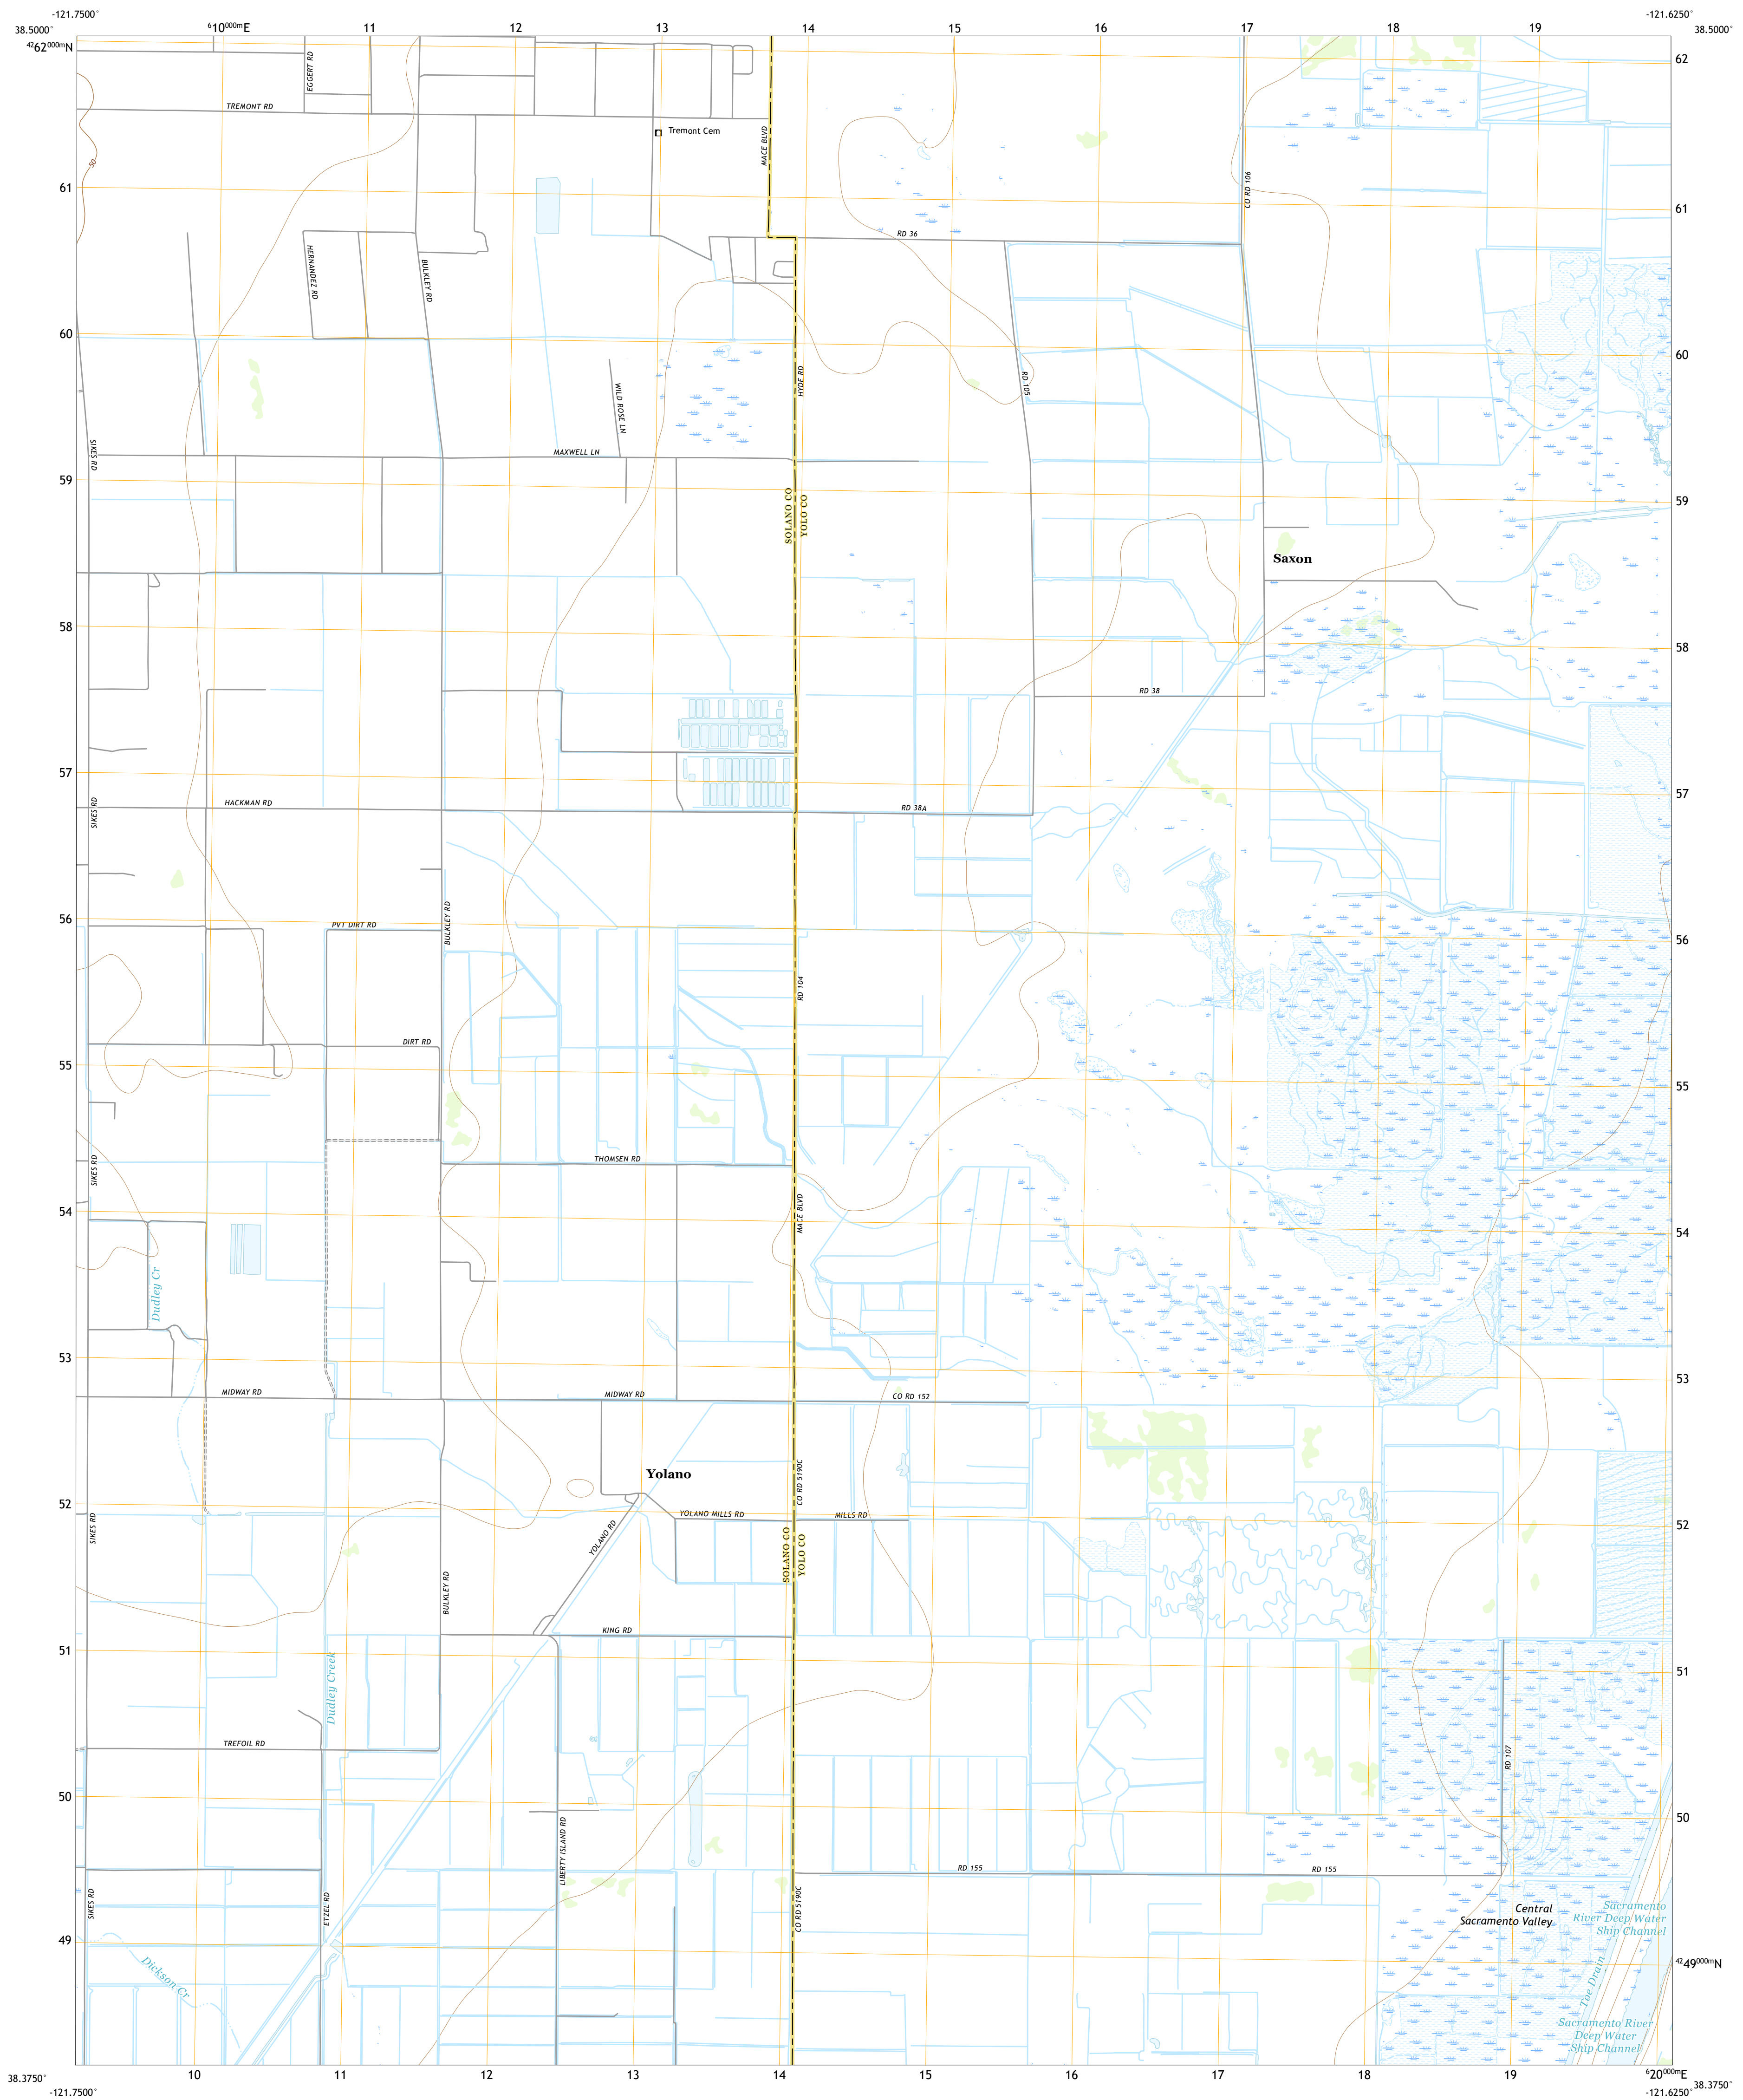 -121.7500° -121.6250°
38.5000° 610000mE 11 12 13 14 15 16 17 18 19 38.5000°
4262000mN 62
EGGERT RD
TREMONT RD
Tremont Cem
MACE BLVD
50
61 CO RD 106 61
RD 36
HERNANDEZ RD
BULKLEY RD
60 60
HYDE RD
RD 105
WILD ROSE LN
SIKES RD
MAXWELL LN
59 59
SOLANO CO
YOLO CO
Saxon
58 58
RD 38
57 57
SIKES RD
HACKMAN RD
RD 38A
56 56
PVT DIRT RD
BULKLEY RD
RD 104
DIRT RD
55 55
SIKES RD
THOMSEN RD
54 MACE BLVD 54
Dudley Cr
53 53
MIDWAY RD
MIDWAY RD
CO RD 152
Yolano
CO RD 5190C
52 52
SIKES RD
YOLANO RD
YOLANO MILLS RD
MILLS RD
SOLANO CO
YOLO CO
BULKLEY RD
KING RD
51 51
Dudley Creek
TREFOIL RD
RD 107
50 50
LIBERTY ISLAND RD
RD 155
RD 155
SIKES RD
ETZEL RD
CO RD 5190C
Central
Sacramento Valley
Sacramento
River Deep Water
Ship Channel
49 4249000mN
Dickson Cr
Toe Drain
Sacramento River
Deep Water
Ship Channel
38.3750° 10 11 12 13 14 15 16 17 18 19 620000mE 38.3750°
-121.7500° -121.6250°